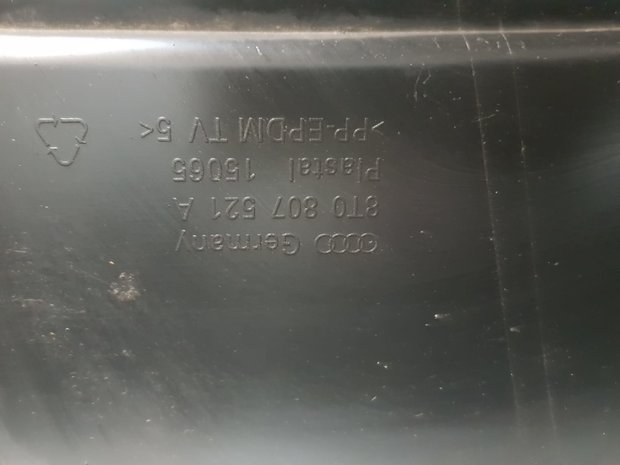 Germany
8T0 807 521 A
Plastal 15065
>PP-EPDM TV 5<